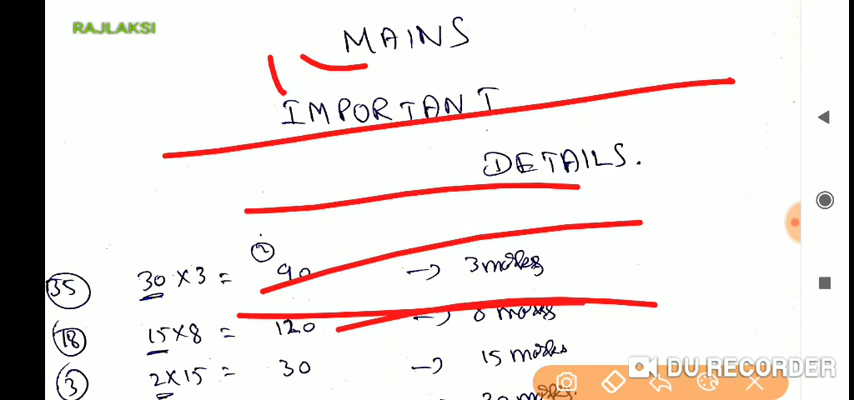 RAJLAKSI
MAINS
IMPORTANT
DETAILS.
2
35 30 × 3 = 90 → 3 marks
18 15 × 8 = 120 → 8 marks
3 2 × 15 = 30 → 15 marks
DU RECORDER